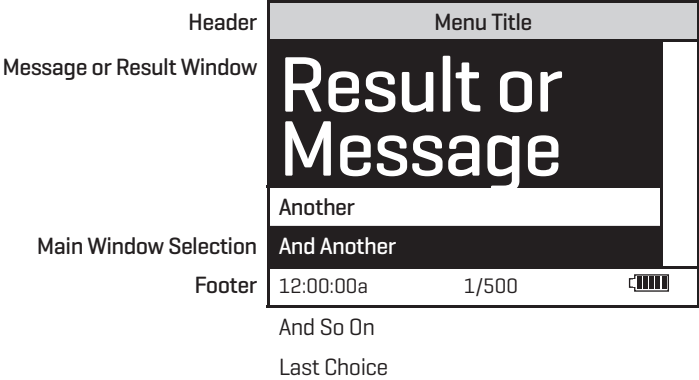 Header Menu Title
Message or Result Window Result or
Message
Another
Main Window Selection And Another
Footer 12:00:00a 1/500
And So On
Last Choice